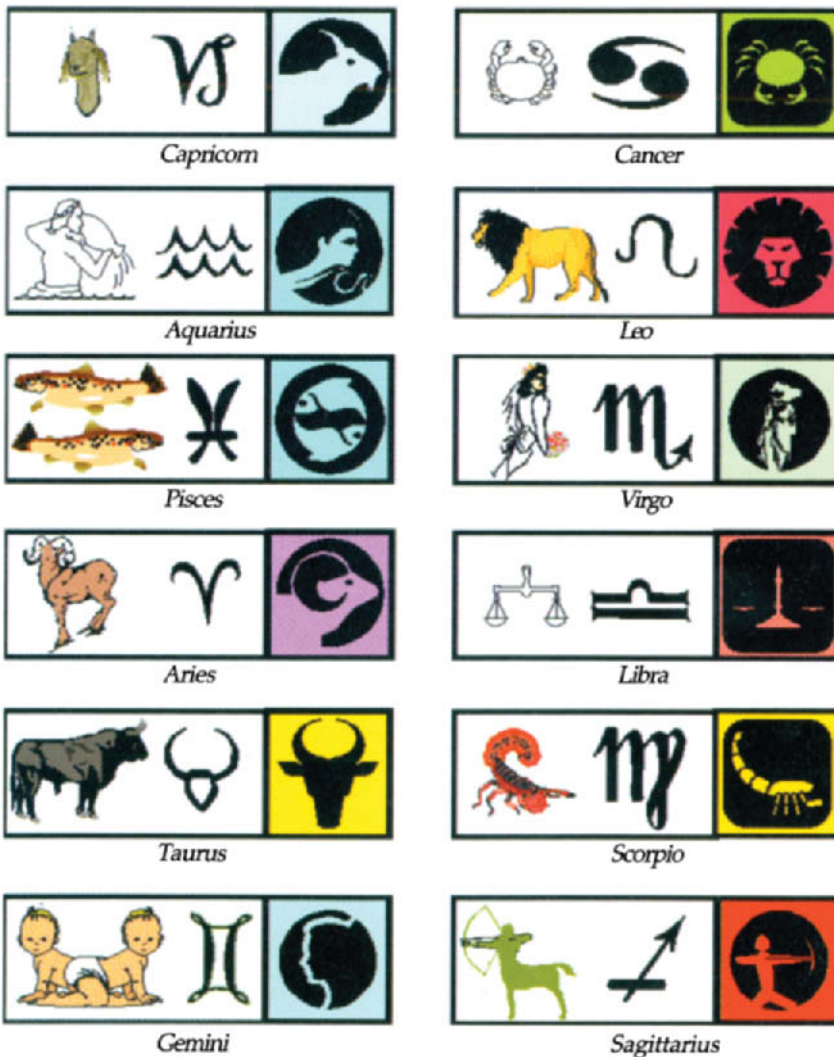 Capricorn
Cancer
Aquarius
Leo
Pisces
Virgo
Aries
Libra
Taurus
Scorpio
Gemini
Sagittarius